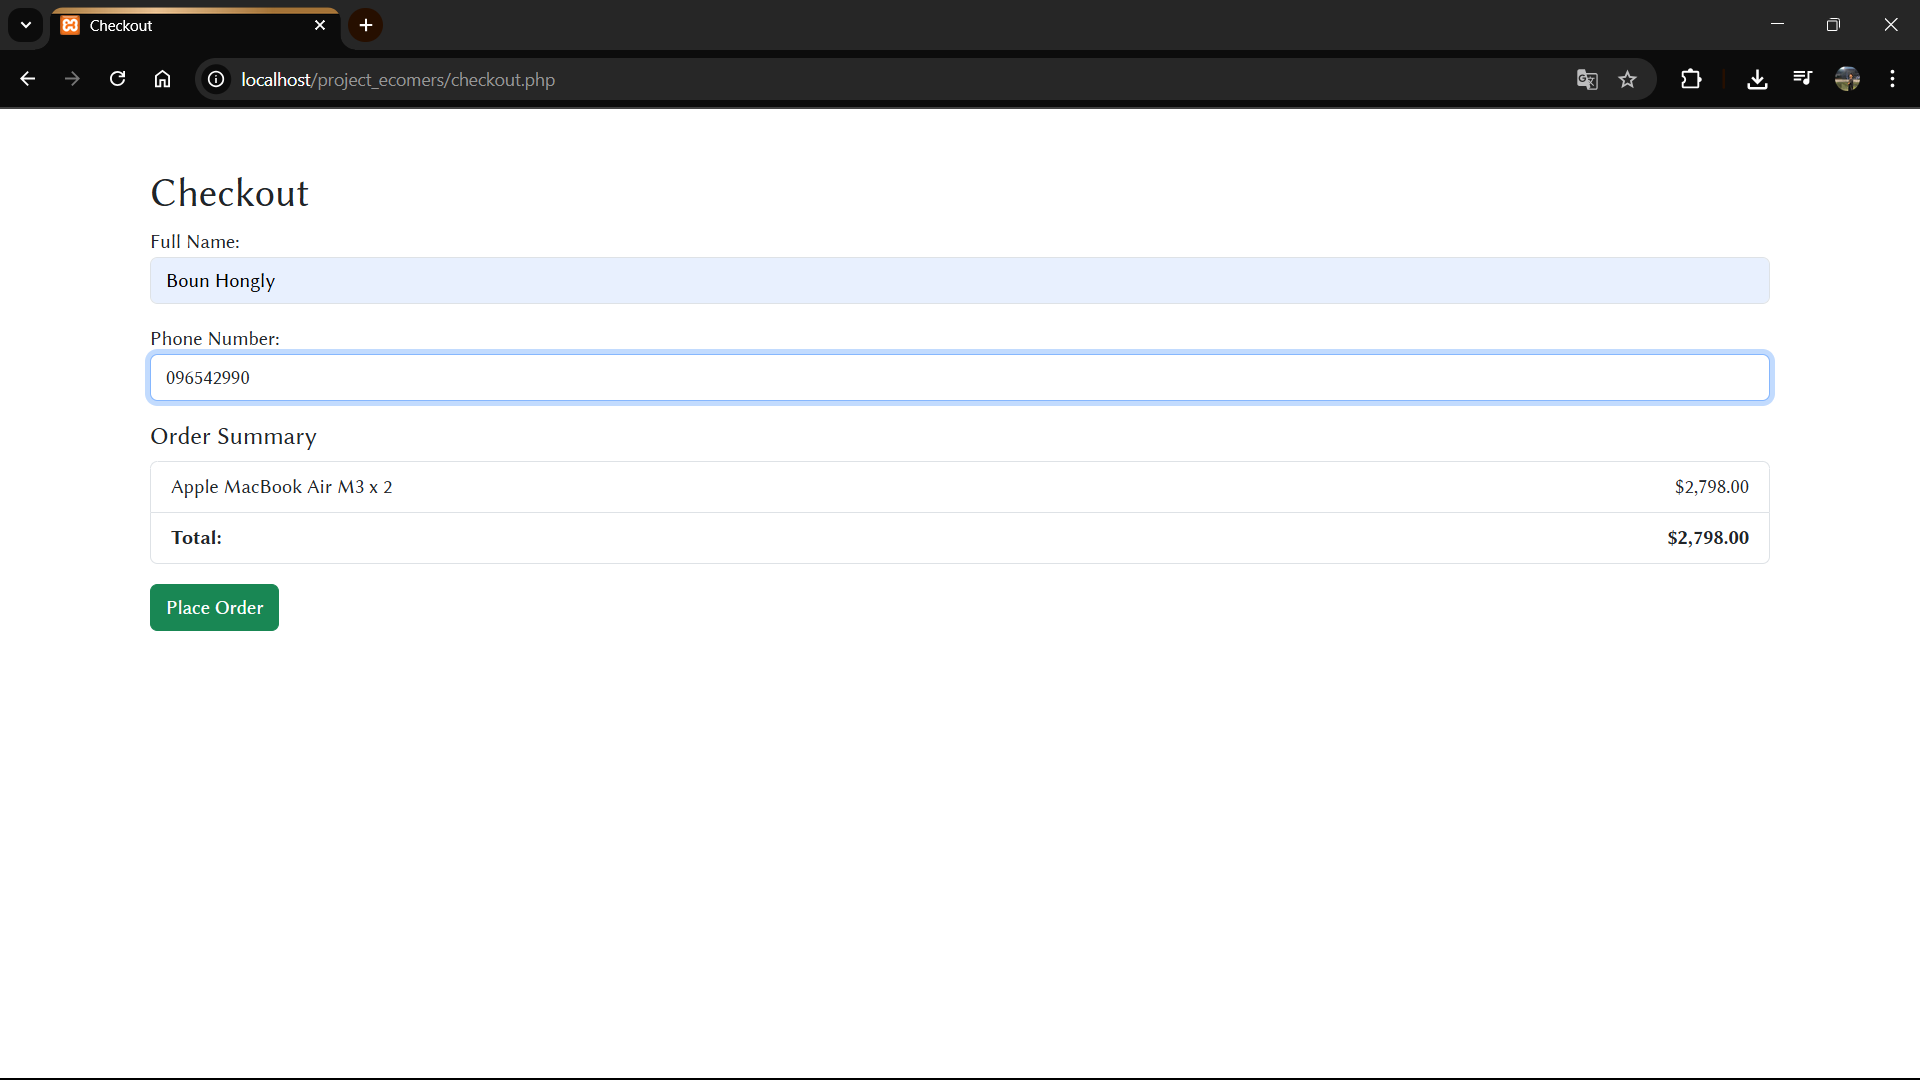 Checkout
localhost/project_ecomers/checkout.php
Checkout
Full Name:
Boun Hongly
Phone Number:
096542990
Order Summary
Apple MacBook Air M3 x 2 $2,798.00
Total: $2,798.00
Place Order